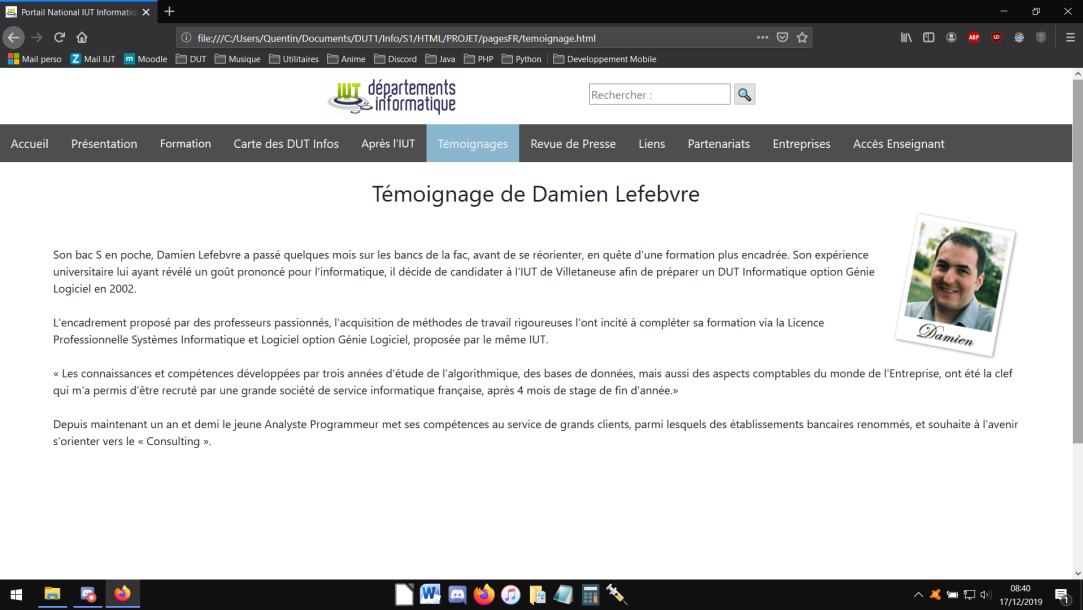 Portail National IUT Informatiq
file:///C:/Users/Quentin/Documents/DUT1/Info/S1/HTML/PROJET/pagesFR/temoignage.html
ABP
Mail perso Mail IUT Moodle DUT Musique Utilitaires Anime Discord Java PHP Python Developpement Mobile
IUT départements informatique
Rechercher :
Accueil Présentation Formation Carte des DUT Infos Après l'IUT Témoignages Revue de Presse Liens Partenariats Entreprises Accès Enseignant
Témoignage de Damien Lefebvre
Son bac S en poche, Damien Lefebvre a passé quelques mois sur les bancs de la fac, avant de se réorienter, en quête d'une formation plus encadrée. Son expérience
universitaire lui ayant révélé un goût prononcé pour l'informatique, il décide de candidater à l'IUT de Villetaneuse afin de préparer un DUT Informatique option Génie
Logiciel en 2002.
Damien
L'encadrement proposé par des professeurs passionnés, l'acquisition de méthodes de travail rigoureuses l'ont incité à compléter sa formation via la Licence
Professionnelle Systèmes Informatique et Logiciel option Génie Logiciel, proposée par le même IUT.
« Les connaissances et compétences développées par trois années d'étude de l'algorithmique, des bases de données, mais aussi des aspects comptables du monde de l'Entreprise, ont été la clef
qui m'a permis d'être recruté par une grande société de service informatique française, après 4 mois de stage de fin d'année.»
Depuis maintenant un an et demi le jeune Analyste Programmeur met ses compétences au service de grands clients, parmi lesquels des établissements bancaires renommés, et souhaite à l'avenir
s'orienter vers le « Consulting ».
08:40
17/12/2019